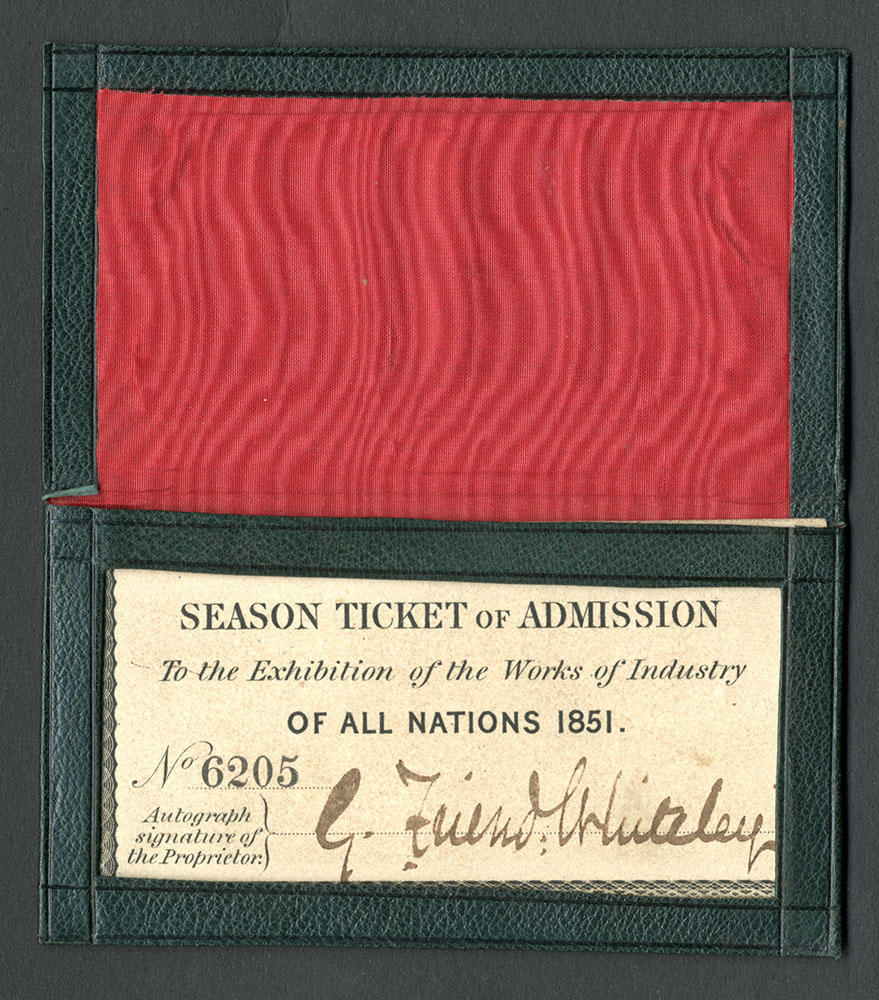 SEASON TICKET OF ADMISSION
To the Exhibition of the Works of Industry
OF ALL NATIONS 1851.
No 6205
Autograph
signature of
the Proprietor.
G. Friend Whiteley